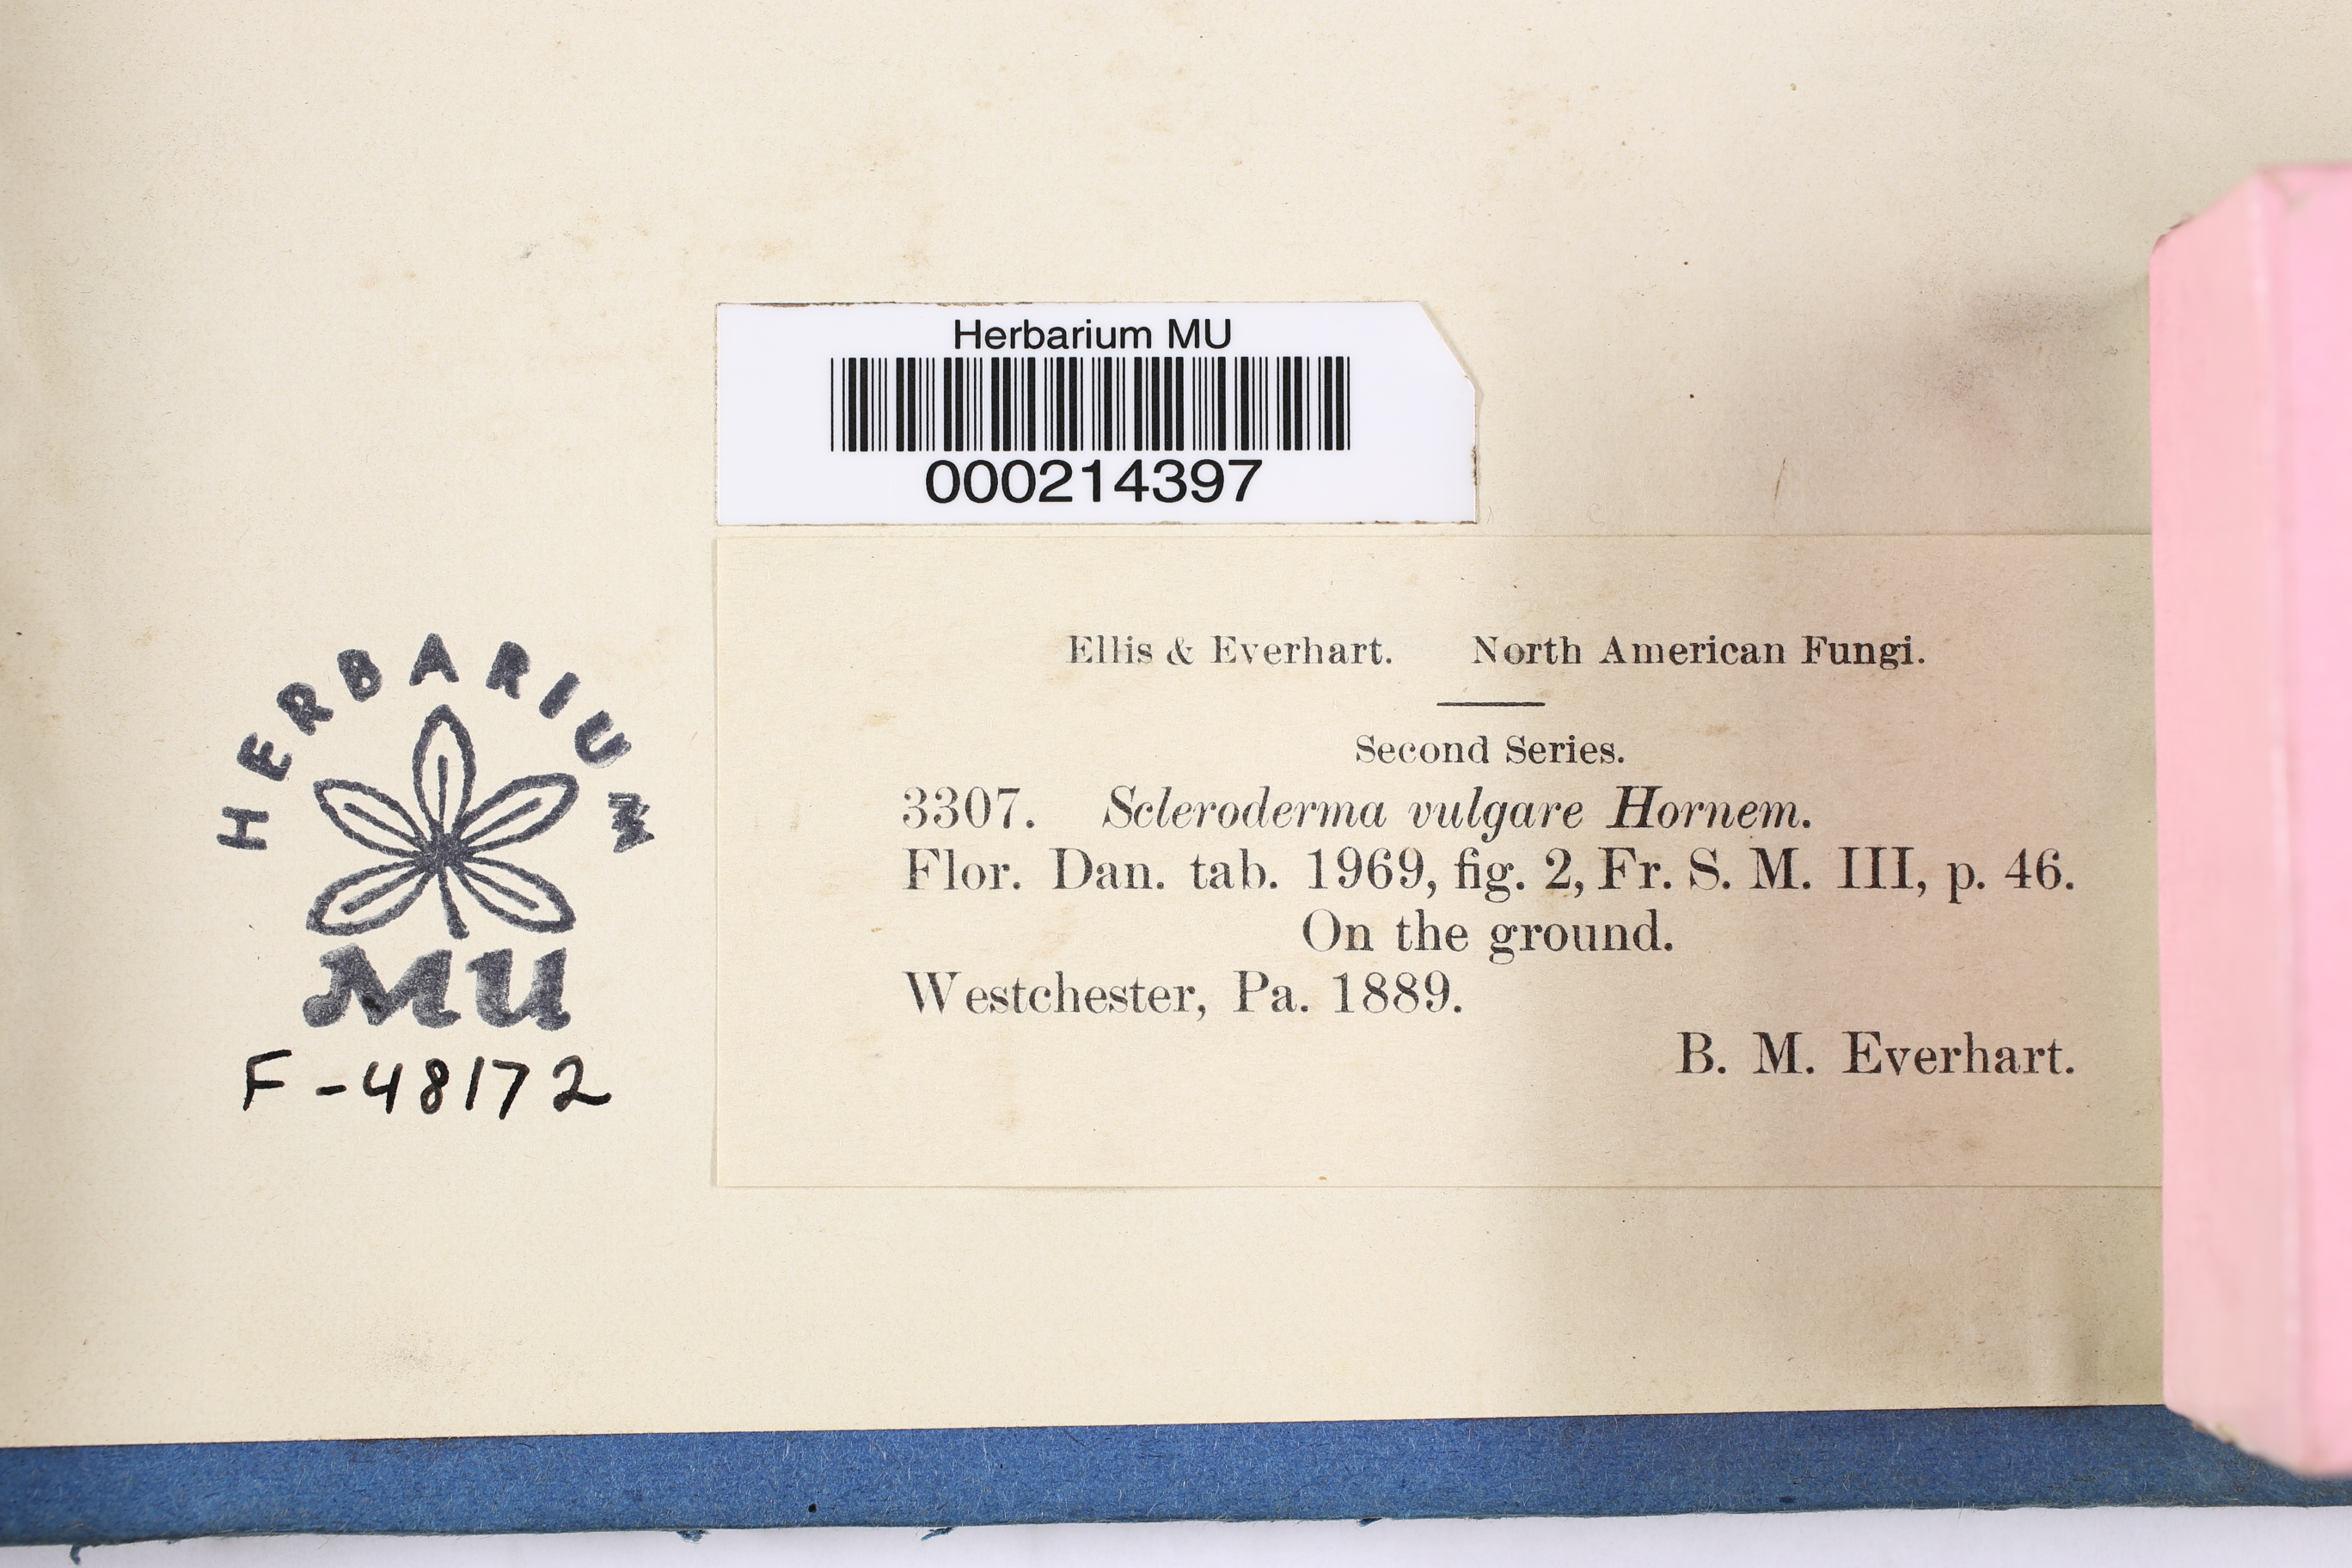 Herbarium MU
000214397
HERBARIUM
MU
F-48172
Ellis & Everhart. North American Fungi.
Second Series.
3307. Scleroderma vulgare Hornem.
Flor. Dan. tab. 1969, fig. 2, Fr. S. M. III, p. 46.
On the ground.
Westchester, Pa. 1889.
B. M. Everhart.